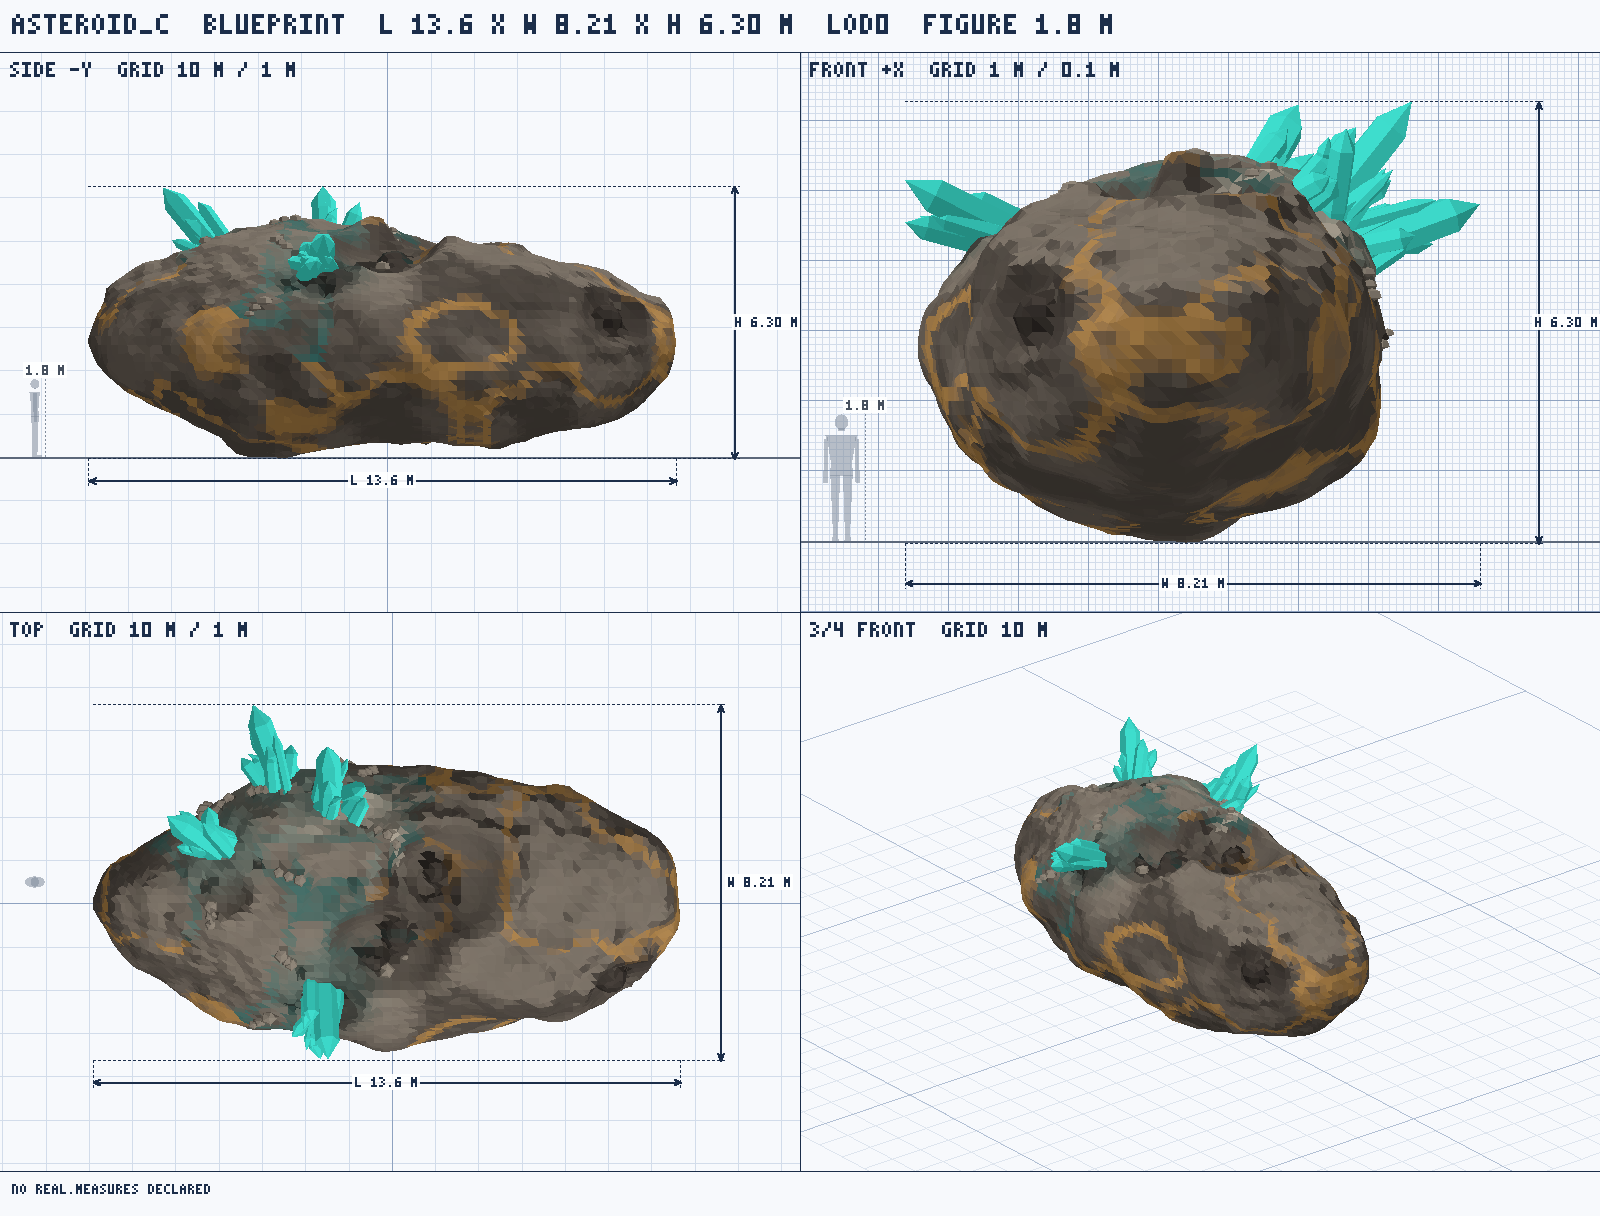 ASTEROID_C BLUEPRINT L 13.6 X W 8.21 X H 6.30 M LOD0 FIGURE 1.8 M
SIDE -Y GRID 10 M / 1 M
1.8 M
H 6.30 M
L 13.6 M
FRONT +X GRID 1 M / 0.1 M
1.8 M
H 6.30 M
W 8.21 M
TOP GRID 10 M / 1 M
W 8.21 M
L 13.6 M
3/4 FRONT GRID 10 M
NO REAL.MEASURES DECLARED